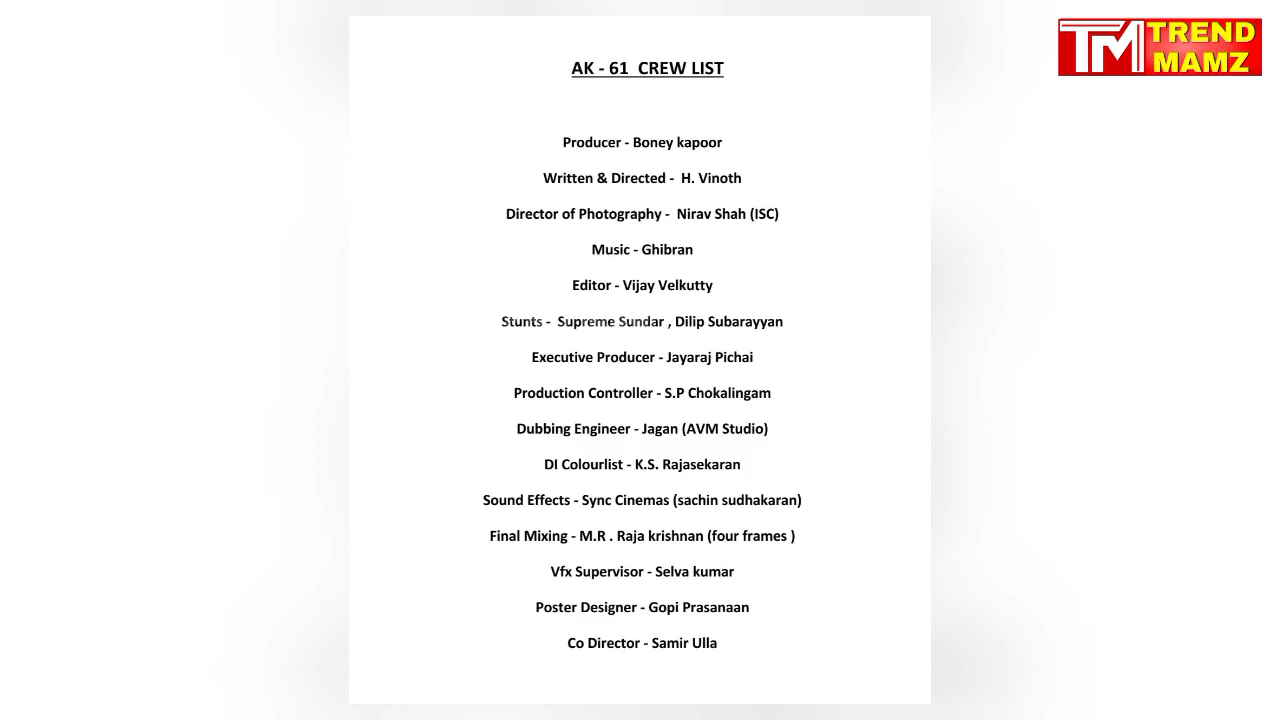 AK - 61 CREW LIST
TM TREND
MAMZ
Producer - Boney kapoor
Written & Directed - H. Vinoth
Director of Photography - Nirav Shah (ISC)
Music - Ghibran
Editor - Vijay Velkutty
Stunts - Supreme Sundar , Dilip Subarayyan
Executive Producer - Jayaraj Pichai
Production Controller - S.P Chokalingam
Dubbing Engineer - Jagan (AVM Studio)
DI Colourlist - K.S. Rajasekaran
Sound Effects - Sync Cinemas (sachin sudhakaran)
Final Mixing - M.R . Raja krishnan (four frames )
Vfx Supervisor - Selva kumar
Poster Designer - Gopi Prasanaan
Co Director - Samir Ulla